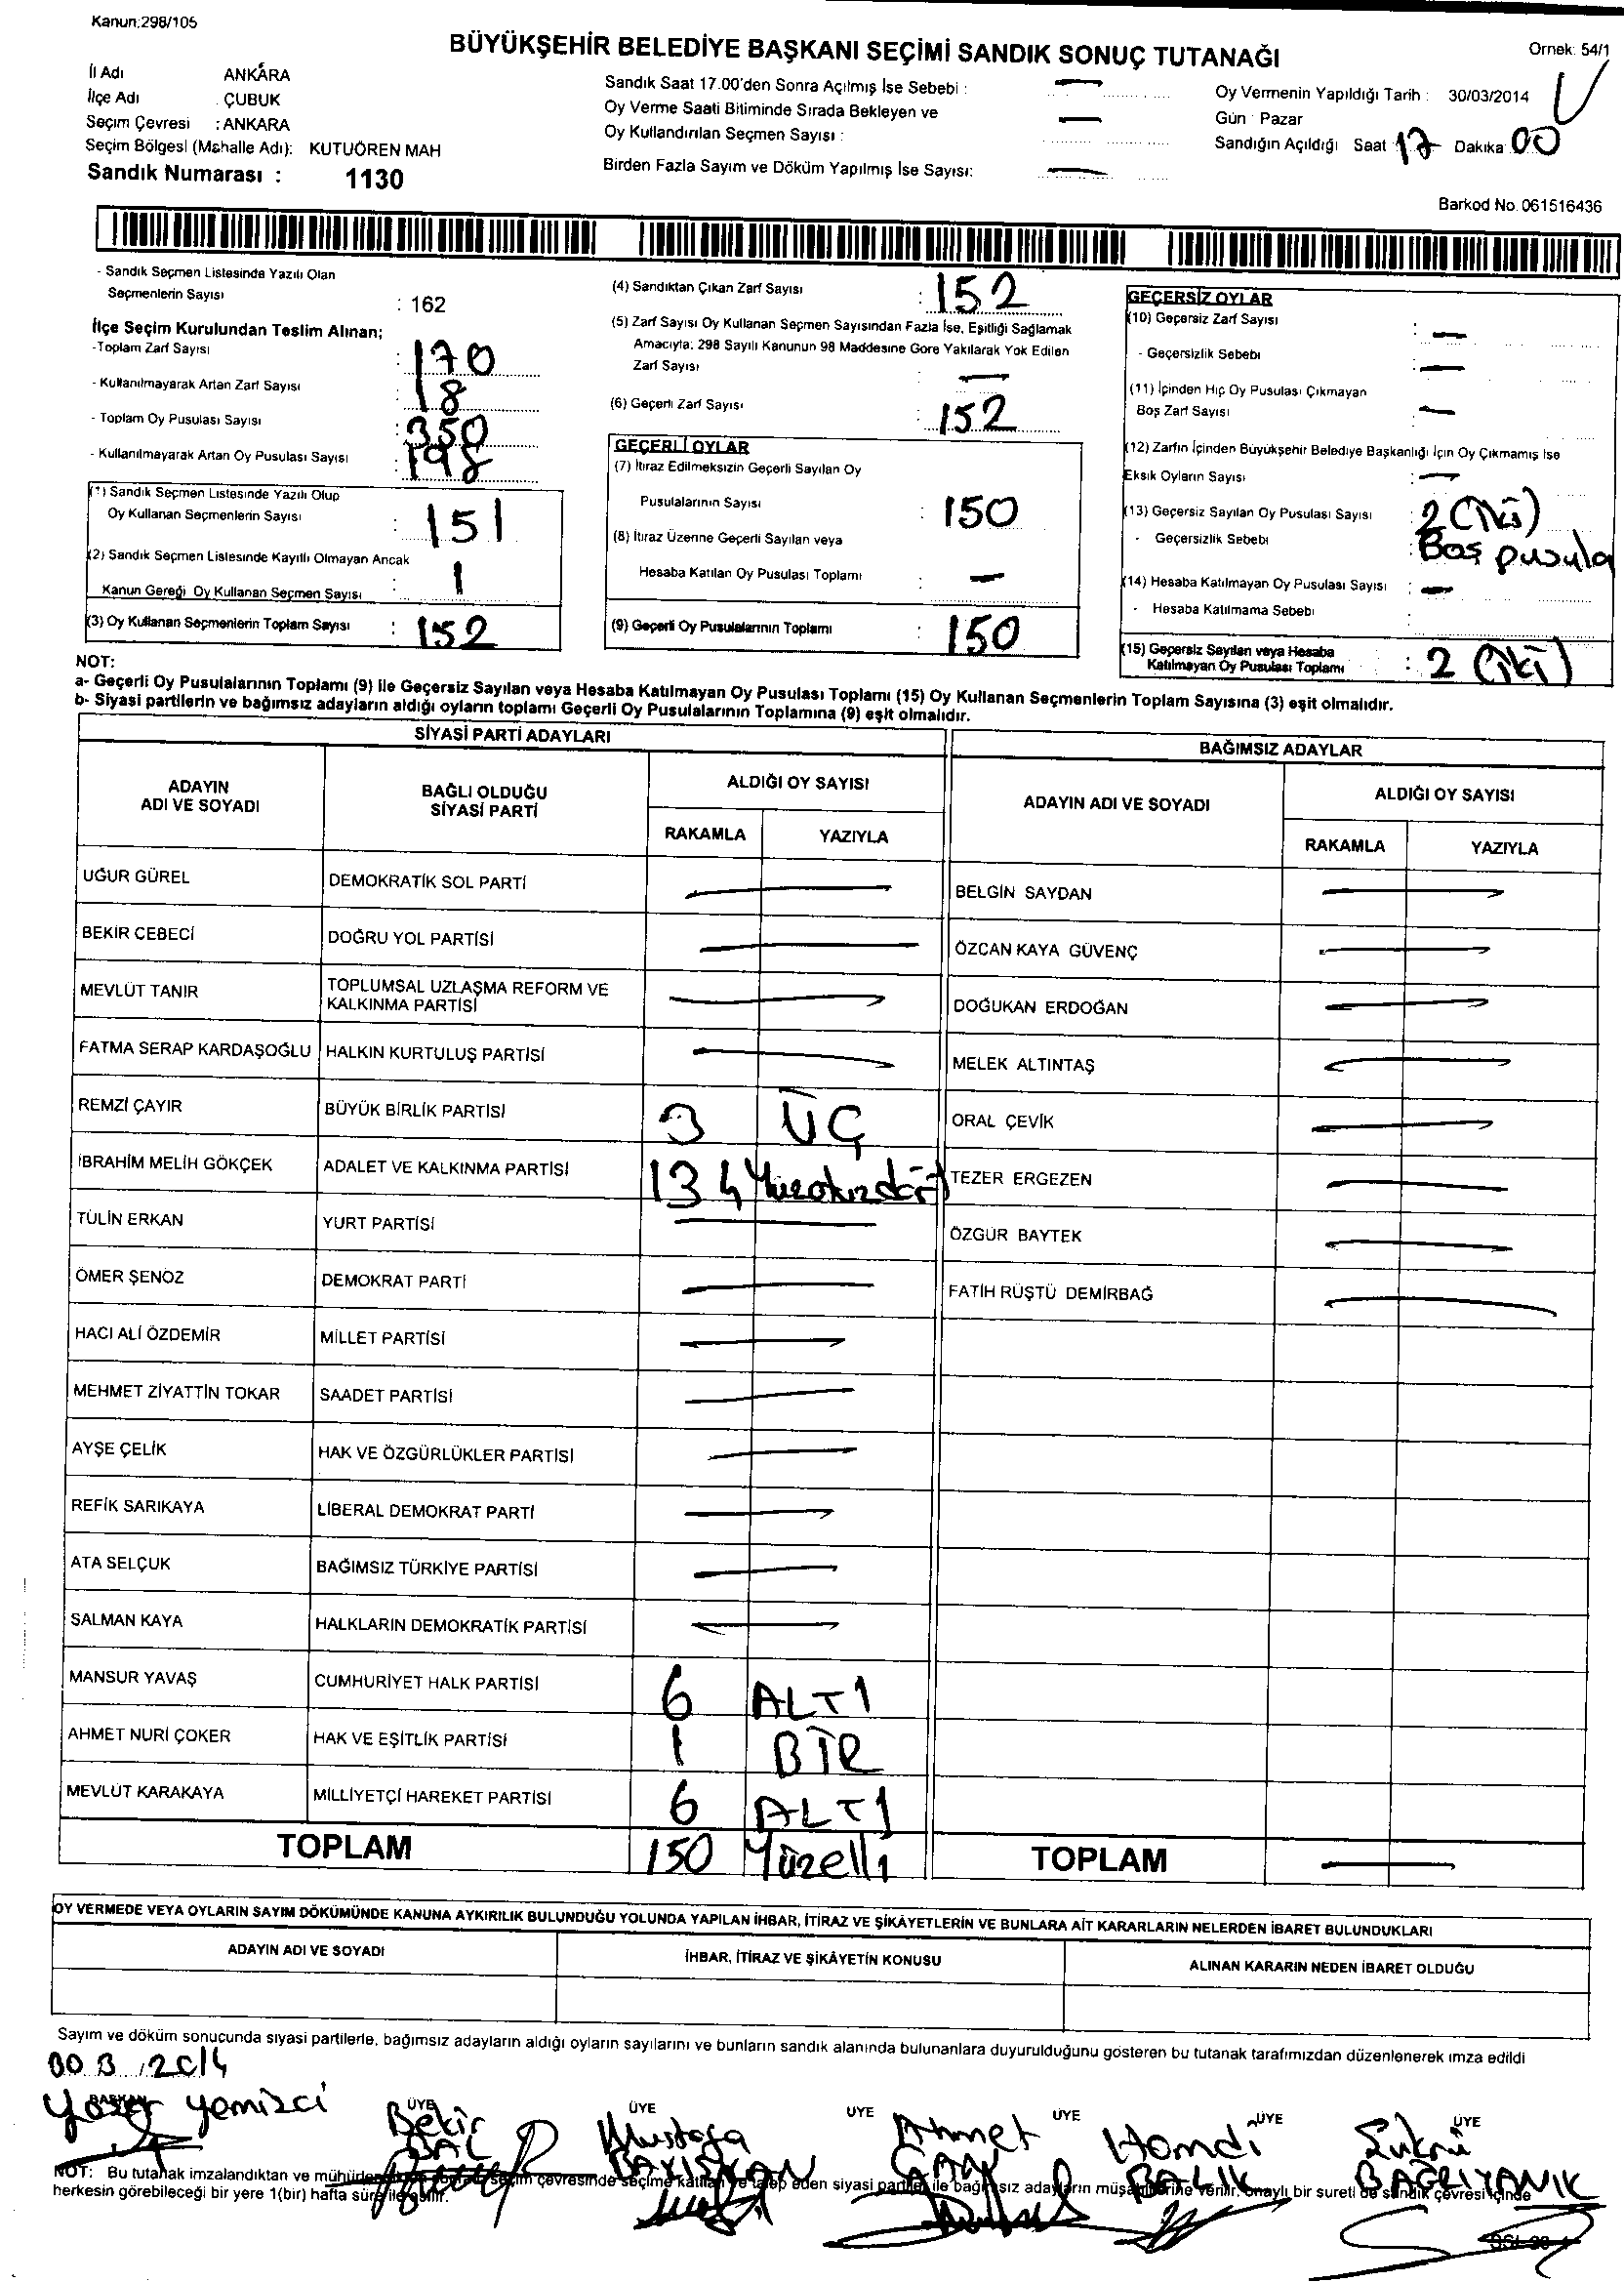 Kanun:298/105
BÜYÜKŞEHİR BELEDİYE BAŞKANI SEÇİMİ SANDIK SONUÇ TUTANAĞI
Ornek: 54/1
İl Adı ANKARA
İlçe Adı ÇUBUK
Seçim Çevresi : ANKARA
Seçim Bölgesi (Mahalle Adı): KUTUÖREN MAH
Sandık Numarası : 1130
Sandık Saat 17.00'den Sonra Açılmış İse Sebebi : —
Oy Verme Saati Bitiminde Sırada Bekleyen ve
Oy Kullandırılan Seçmen Sayısı : —
Birden Fazla Sayım ve Döküm Yapılmış İse Sayısı: —
Oy Vermenin Yapıldığı Tarih : 30/03/2014
Gün : Pazar
Sandığın Açıldığı Saat 17 Dakika 00
Barkod No. 061516436
- Sandık Seçmen Listesinde Yazılı Olan
Seçmenlerin Sayısı : 162
İlçe Seçim Kurulundan Teslim Alınan;
-Toplam Zarf Sayısı : 170
- Kullanılmayarak Artan Zarf Sayısı : 18
- Toplam Oy Pusulası Sayısı : 350
- Kullanılmayarak Artan Oy Pusulası Sayısı : 198
(1) Sandık Seçmen Listesinde Yazılı Olup
Oy Kullanan Seçmenlerin Sayısı : 151
(2) Sandık Seçmen Listesinde Kayıtlı Olmayan Ancak
Kanun Gereği Oy Kullanan Seçmen Sayısı : 1
(3) Oy Kullanan Seçmenlerin Toplam Sayısı : 152
(4) Sandıktan Çıkan Zarf Sayısı : 152
(5) Zarf Sayısı Oy Kullanan Seçmen Sayısından Fazla İse, Eşitliği Sağlamak
Amacıyla; 298 Sayılı Kanunun 98 Maddesine Göre Yakılarak Yok Edilen
Zarf Sayısı : —
(6) Geçerli Zarf Sayısı : 152
GEÇERLİ OYLAR
(7) İtiraz Edilmeksizin Geçerli Sayılan Oy
Pusulalarının Sayısı : 150
(8) İtiraz Üzerine Geçerli Sayılan veya
Hesaba Katılan Oy Pusulası Toplamı : —
(9) Geçerli Oy Pusulalarının Toplamı : 150
GEÇERSİZ OYLAR
(10) Geçersiz Zarf Sayısı : —
- Geçersizlik Sebebi : —
(11) İçinden Hiç Oy Pusulası Çıkmayan
Boş Zarf Sayısı : —
(12) Zarfın İçinden Büyükşehir Belediye Başkanlığı İçin Oy Çıkmamış İse
Eksik Oyların Sayısı : —
(13) Geçersiz Sayılan Oy Pusulası Sayısı : 2 (iki)
- Geçersizlik Sebebi : Boş pusula
(14) Hesaba Katılmayan Oy Pusulası Sayısı : —
- Hesaba Katılmama Sebebi :
(15) Geçersiz Sayılan veya Hesaba
Katılmayan Oy Pusulası Toplamı : 2 (iki)
NOT:
a- Geçerli Oy Pusulalarının Toplamı (9) ile Geçersiz Sayılan veya Hesaba Katılmayan Oy Pusulası Toplamı (15) Oy Kullanan Seçmenlerin Toplam Sayısına (3) eşit olmalıdır.
b- Siyasi partilerin ve bağımsız adayların aldığı oyların toplamı Geçerli Oy Pusulalarının Toplamına (9) eşit olmalıdır.
SİYASİ PARTİ ADAYLARI
ADAYIN ADI VE SOYADI
BAĞLI OLDUĞU SİYASİ PARTİ
ALDIĞI OY SAYISI
RAKAMLA YAZIYLA
UĞUR GÜREL DEMOKRATİK SOL PARTİ —
BEKİR CEBECİ DOĞRU YOL PARTİSİ —
MEVLÜT TANIR TOPLUMSAL UZLAŞMA REFORM VE KALKINMA PARTİSİ —
FATMA SERAP KARDAŞOĞLU HALKIN KURTULUŞ PARTİSİ —
REMZİ ÇAYIR BÜYÜK BİRLİK PARTİSİ 3 ÜÇ
İBRAHİM MELİH GÖKÇEK ADALET VE KALKINMA PARTİSİ 134 Yüzotuzdört
TÜLİN ERKAN YURT PARTİSİ —
ÖMER ŞENÖZ DEMOKRAT PARTİ —
HACI ALİ ÖZDEMİR MİLLET PARTİSİ —
MEHMET ZİYATTİN TOKAR SAADET PARTİSİ —
AYŞE ÇELİK HAK VE ÖZGÜRLÜKLER PARTİSİ —
REFİK SARIKAYA LİBERAL DEMOKRAT PARTİ —
ATA SELÇUK BAĞIMSIZ TÜRKİYE PARTİSİ —
SALMAN KAYA HALKLARIN DEMOKRATİK PARTİSİ —
MANSUR YAVAŞ CUMHURİYET HALK PARTİSİ 6 ALTI
AHMET NURİ ÇOKER HAK VE EŞİTLİK PARTİSİ 1 BİR
MEVLÜT KARAKAYA MİLLİYETÇİ HAREKET PARTİSİ 6 ALTI
TOPLAM 150 Yüzelli
BAĞIMSIZ ADAYLAR
ADAYIN ADI VE SOYADI
ALDIĞI OY SAYISI
RAKAMLA YAZIYLA
BELGİN SAYDAN —
ÖZCAN KAYA GÜVENÇ —
DOĞUKAN ERDOĞAN —
MELEK ALTINTAŞ —
ORAL ÇEVİK —
TEZER ERGEZEN —
ÖZGÜR BAYTEK —
FATİH RÜŞTÜ DEMİRBAĞ —
TOPLAM —
OY VERMEDE VEYA OYLARIN SAYIM DÖKÜMÜNDE KANUNA AYKIRILIK BULUNDUĞU YOLUNDA YAPILAN İHBAR, İTİRAZ VE ŞİKÂYETLERİN VE BUNLARA AİT KARARLARIN NELERDEN İBARET BULUNDUKLARI
ADAYIN ADI VE SOYADI İHBAR, İTİRAZ VE ŞİKÂYETİN KONUSU ALINAN KARARIN NEDEN İBARET OLDUĞU
Sayım ve döküm sonucunda siyasi partilerle, bağımsız adayların aldığı oyların sayılarını ve bunların sandık alanında bulunanlara duyurulduğunu gösteren bu tutanak tarafımızdan düzenlenerek imza edildi
30.3.2014
BAŞKAN ÜYE ÜYE ÜYE ÜYE ÜYE ÜYE
Yaşar Yemizci Bekir BAL Mustafa Ahmet CAN Hamdi BALIK Şükrü BAĞRIYANIK
NOT: Bu tutanak imzalandıktan ve seçim çevresinde seçime katılan ve talep eden siyasi partiler ile bağımsız adayların müşahitlerine verilir. onaylı bir sureti de sandık çevresi içinde
herkesin görebileceği bir yere 1(bir) hafta süre ile asılır.